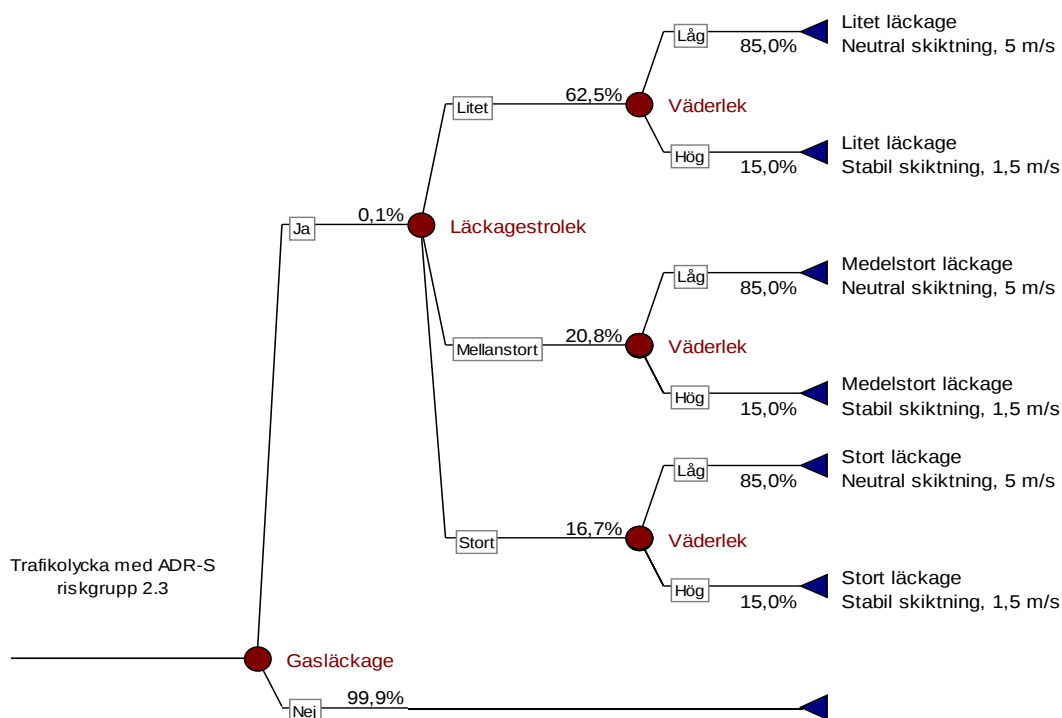 Låg
85,0%
Litet läckage
Neutral skiktning, 5 m/s
Litet
62,5%
Väderlek
Hög
15,0%
Litet läckage
Stabil skiktning, 1,5 m/s
Ja
0,1%
Läckagestrolek
Låg
85,0%
Medelstort läckage
Neutral skiktning, 5 m/s
Mellanstort
20,8%
Väderlek
Hög
15,0%
Medelstort läckage
Stabil skiktning, 1,5 m/s
Låg
85,0%
Stort läckage
Neutral skiktning, 5 m/s
Stort
16,7%
Väderlek
Hög
15,0%
Stort läckage
Stabil skiktning, 1,5 m/s
Trafikolycka med ADR-S
riskgrupp 2.3
Gasläckage
Nej
99,9%